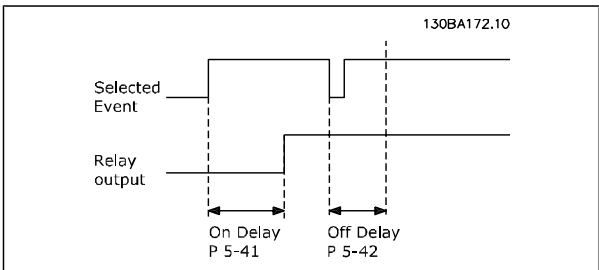 130BA172.10
Selected
Event
Relay
output
On Delay
P 5-41
Off Delay
P 5-42